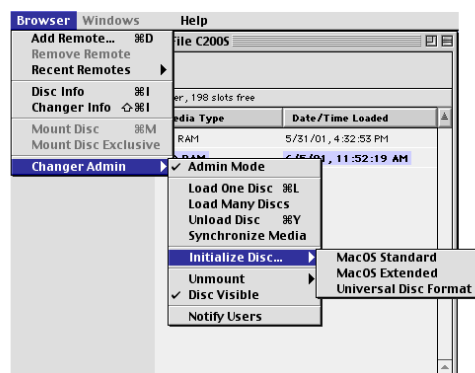 Browser Windows Help
Add Remote... ⌘D
Remove Remote
Recent Remotes
File C200S
Disc Info ⌘I
Changer Info ⇧⌘I
er, 198 slots free
Mount Disc ⌘M
Mount Disc Exclusive
edia Type Date/Time Loaded
RAM 5/31/01, 4:32:53 PM
RAM 6/5/01, 11:52:19 AM
Changer Admin
✓ Admin Mode
Load One Disc ⌘L
Load Many Discs
Unload Disc ⌘Y
Synchronize Media
Initialize Disc...
MacOS Standard
MacOS Extended
Universal Disc Format
Unmount
✓ Disc Visible
Notify Users